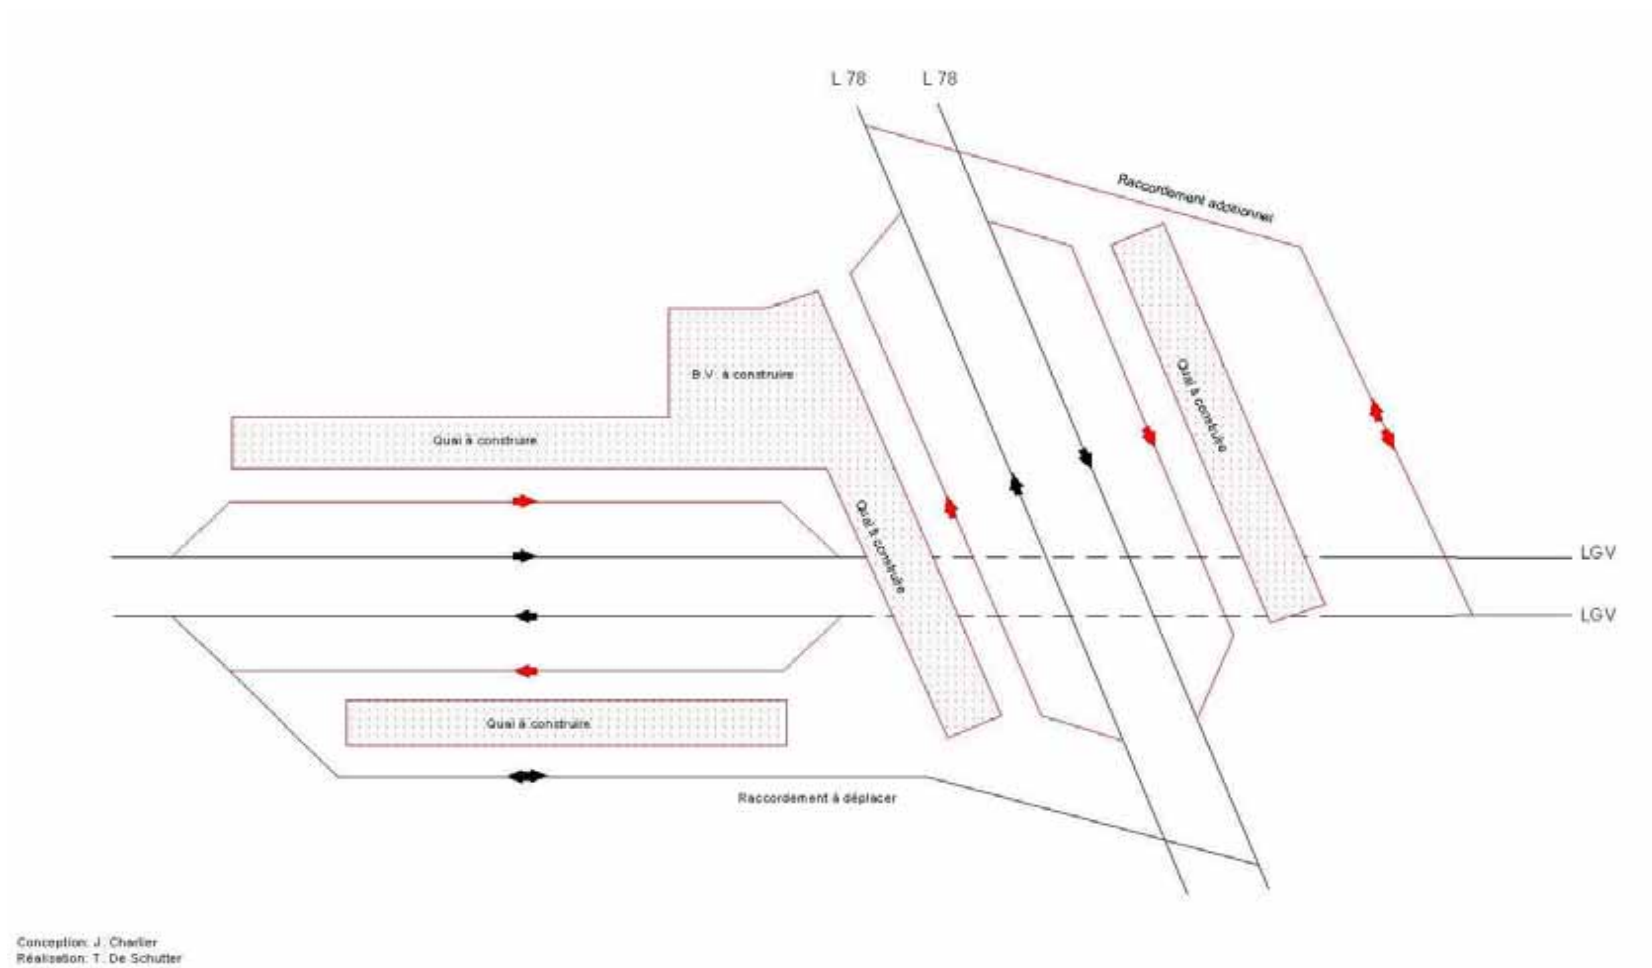 L 78
L 78
Raccordement additionnel
B.V. à construire
Quai à construire
Quai à construire
Quai à construire
LGV
LGV
Quai à construire
Raccordement à déplacer
Conception: J. Charlier
Réalisation: T. De Schutter